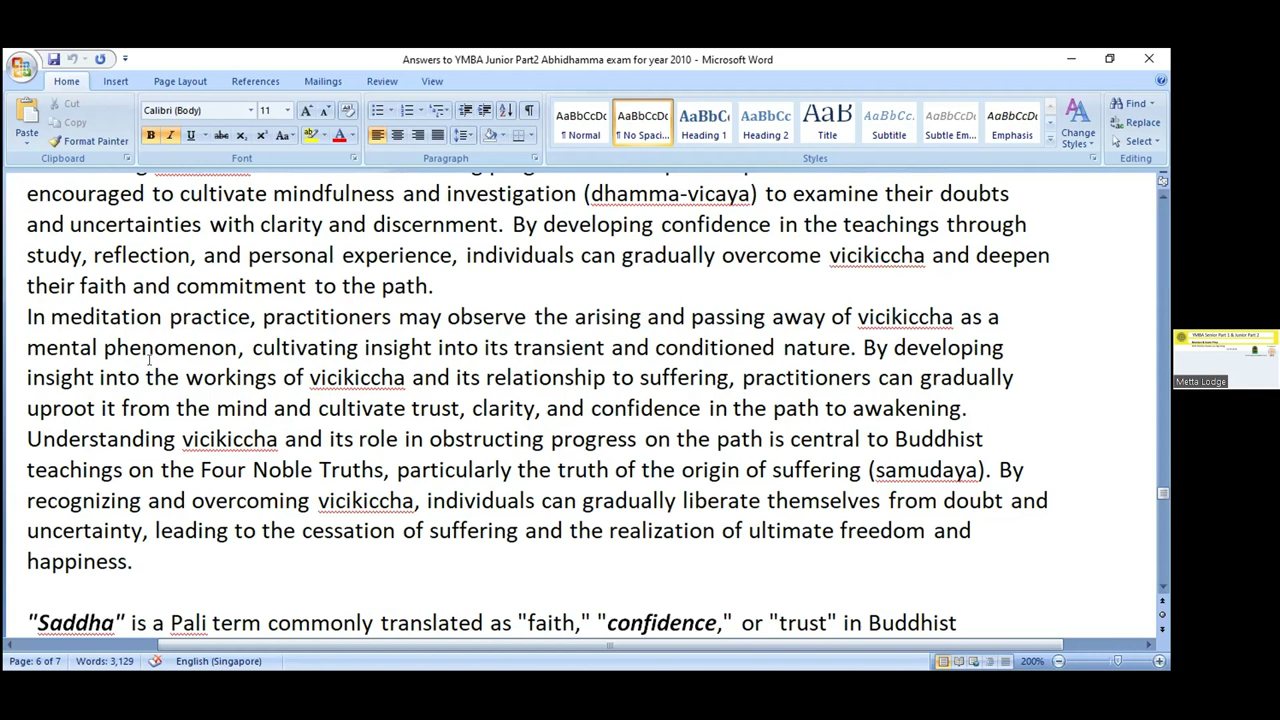 Answers to YMBA Junior Part2 Abhidhamma exam for year 2010 - Microsoft Word
Home Insert Page Layout References Mailings Review View
Paste Cut Copy Format Painter Clipboard
Calibri (Body) 11 Font
Paragraph
AaBbCcDc AaBbCcDc AaBbCc AaBbCc AaB AaBbCc. AaBbCcDc AaBbCcDc
¶ Normal ¶ No Spaci... Heading 1 Heading 2 Title Subtitle Subtle Em... Emphasis
Change Styles Styles
Find Replace Select Editing
encouraged to cultivate mindfulness and investigation (dhamma-vicaya) to examine their doubts
and uncertainties with clarity and discernment. By developing confidence in the teachings through
study, reflection, and personal experience, individuals can gradually overcome vicikiccha and deepen
their faith and commitment to the path.
In meditation practice, practitioners may observe the arising and passing away of vicikiccha as a
mental phenomenon, cultivating insight into its transient and conditioned nature. By developing
insight into the workings of vicikiccha and its relationship to suffering, practitioners can gradually
uproot it from the mind and cultivate trust, clarity, and confidence in the path to awakening.
Understanding vicikiccha and its role in obstructing progress on the path is central to Buddhist
teachings on the Four Noble Truths, particularly the truth of the origin of suffering (samudaya). By
recognizing and overcoming vicikiccha, individuals can gradually liberate themselves from doubt and
uncertainty, leading to the cessation of suffering and the realization of ultimate freedom and
happiness.
"Saddha" is a Pali term commonly translated as "faith," "confidence," or "trust" in Buddhist
Page: 6 of 7 Words: 3,129 English (Singapore) 200%
YMBA Senior Part 1 & Junior Part 2
Metta Lodge